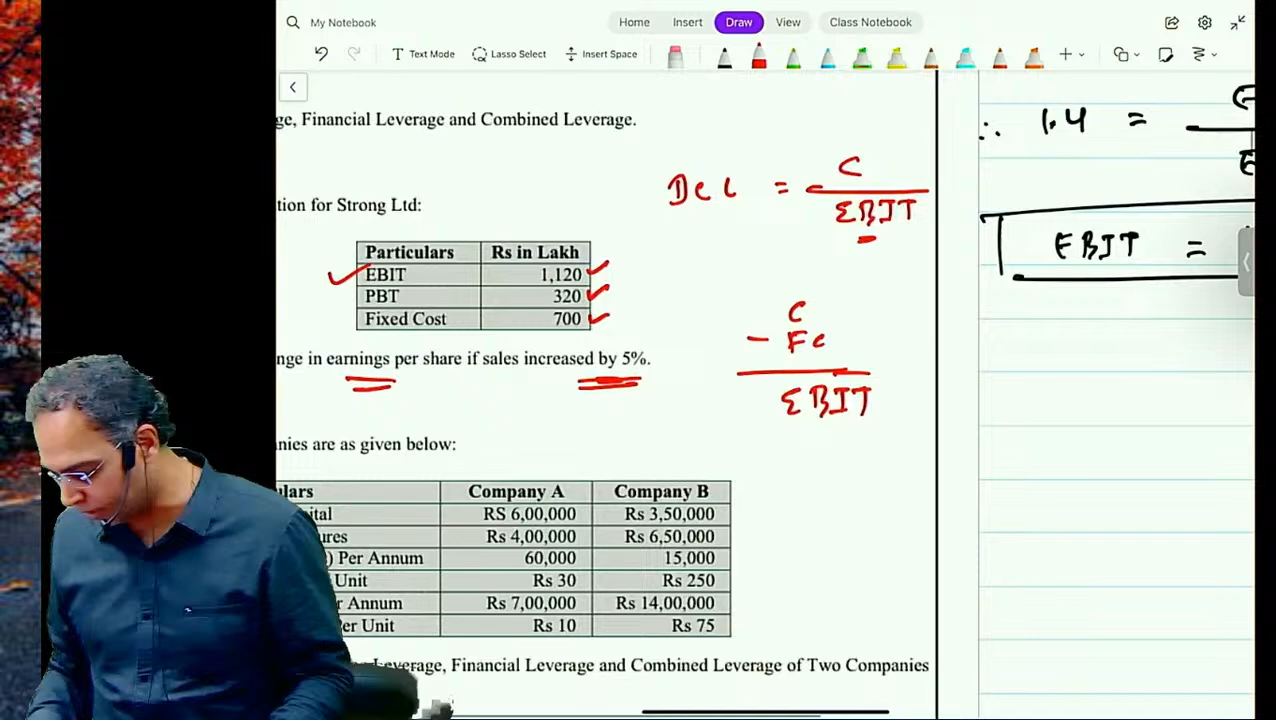 My Notebook
Home Insert Draw View Class Notebook
Text Mode Lasso Select Insert Space
ge, Financial Leverage and Combined Leverage.
tion for Strong Ltd:
Particulars Rs in Lakh
EBIT 1,120
PBT 320
Fixed Cost 700
nge in earnings per share if sales increased by 5%.
nies are as given below:
lars Company A Company B
ital RS 6,00,000 Rs 3,50,000
ures Rs 4,00,000 Rs 6,50,000
) Per Annum 60,000 15,000
Unit Rs 30 Rs 250
r Annum Rs 7,00,000 Rs 14,00,000
Per Unit Rs 10 Rs 75
Leverage, Financial Leverage and Combined Leverage of Two Companies
= C
EBIT
C
- Fc
EBIT
∴ 1.4 =
EBIT =